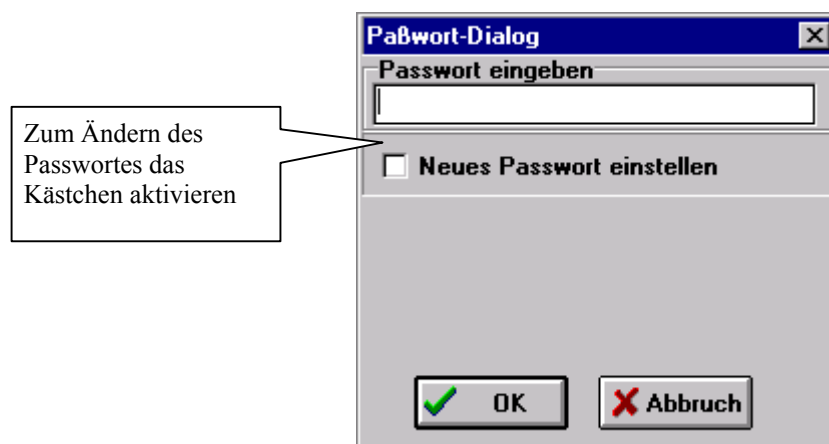 Paßwort-Dialog
Passwort eingeben
Zum Ändern des
Passwortes das
Kästchen aktivieren
Neues Passwort einstellen
OK
Abbruch